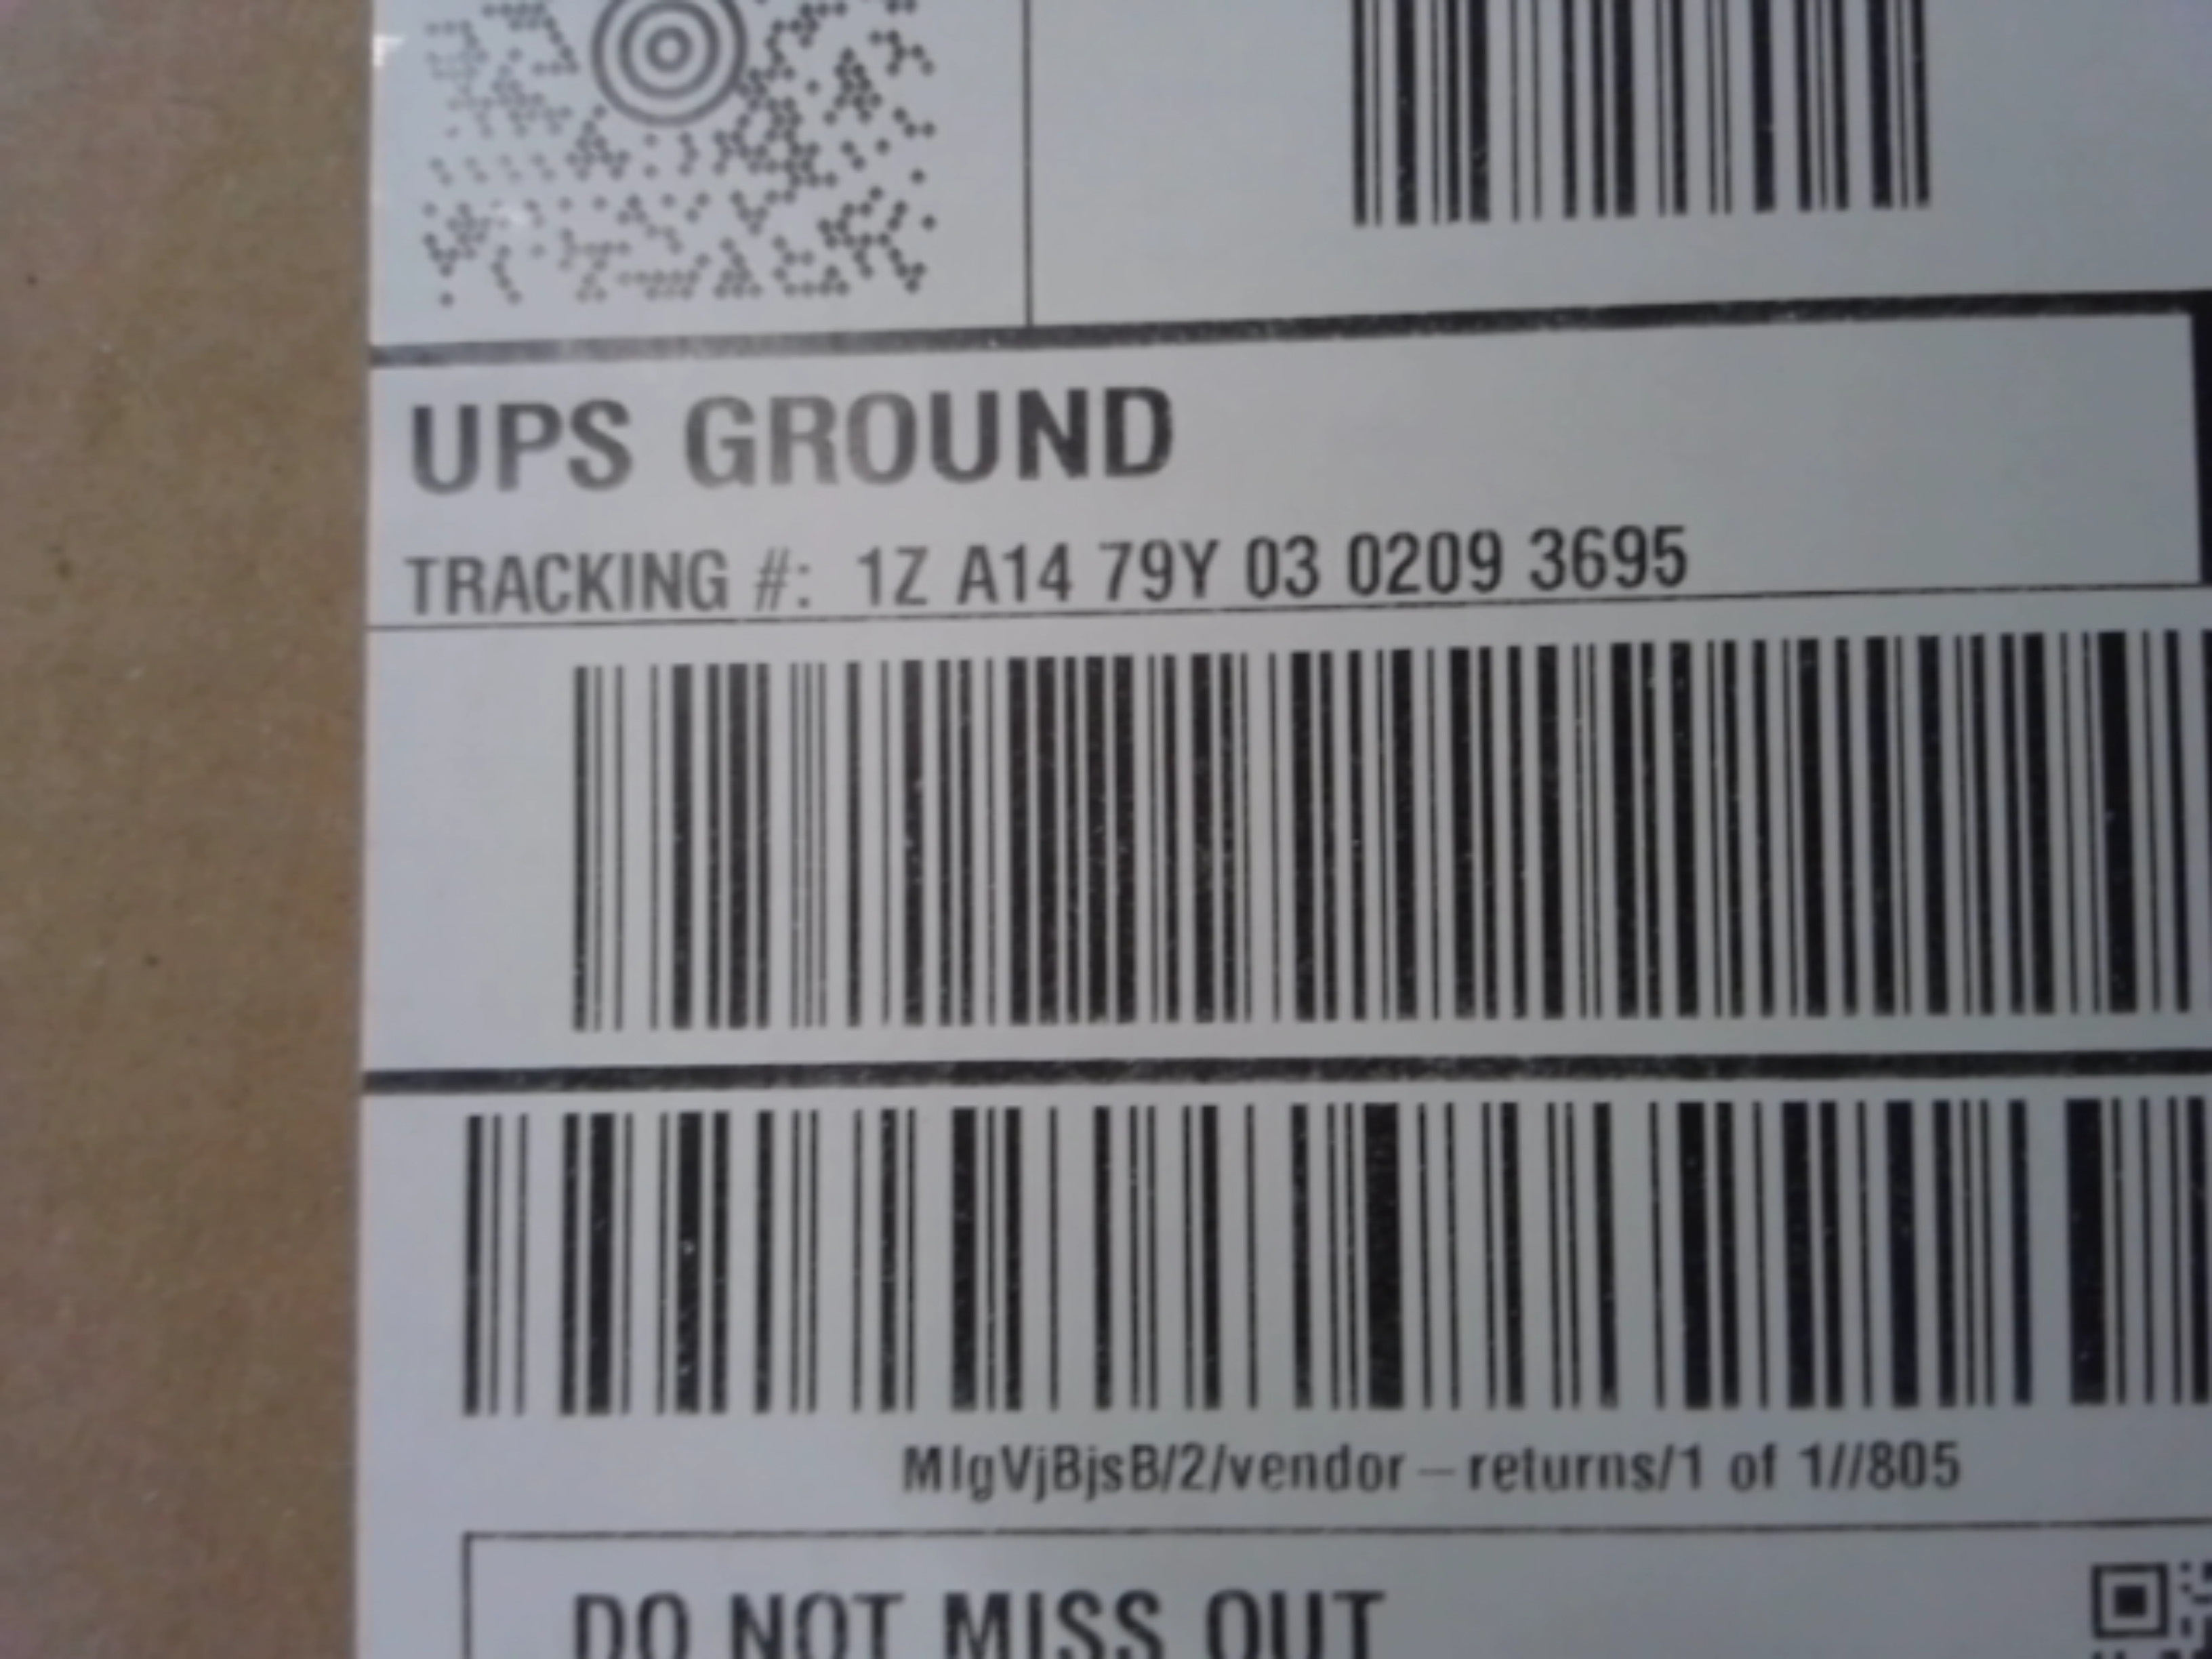 UPS GROUND
TRACKING #: 1Z A14 79Y 03 0209 3695
MIgVjBjsB/2/vendor-returns/1 of 1//805
DO NOT MISS OUT